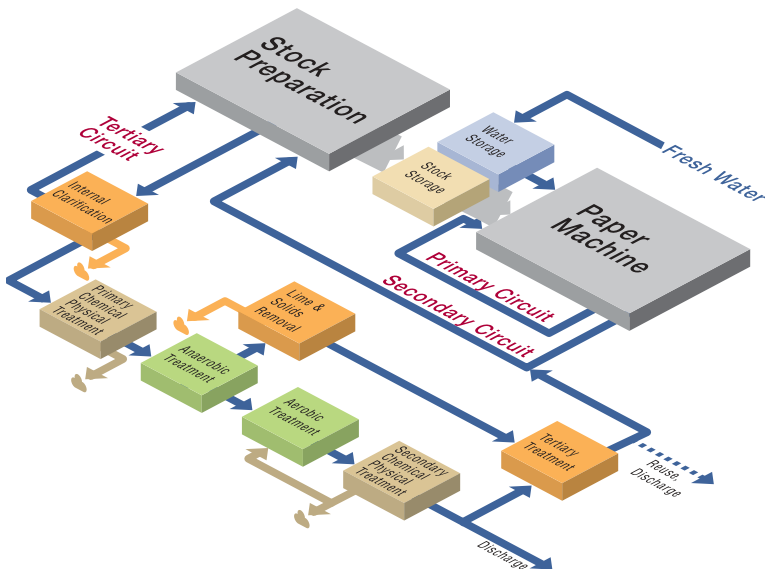 Stock
Preparation
Tertiary
Circuit
Water
Storage
Fresh Water
Stock
Storage
Internal
Clarification
Paper
Machine
Primary Circuit
Secondary Circuit
Primary
Chemical
Physical
Treatment
Lime &
Solids
Removal
Anaerobic
Treatment
Aerobic
Treatment
Secondary
Chemical
Physical
Treatment
Tertiary
Treatment
Reuse,
Discharge
Discharge